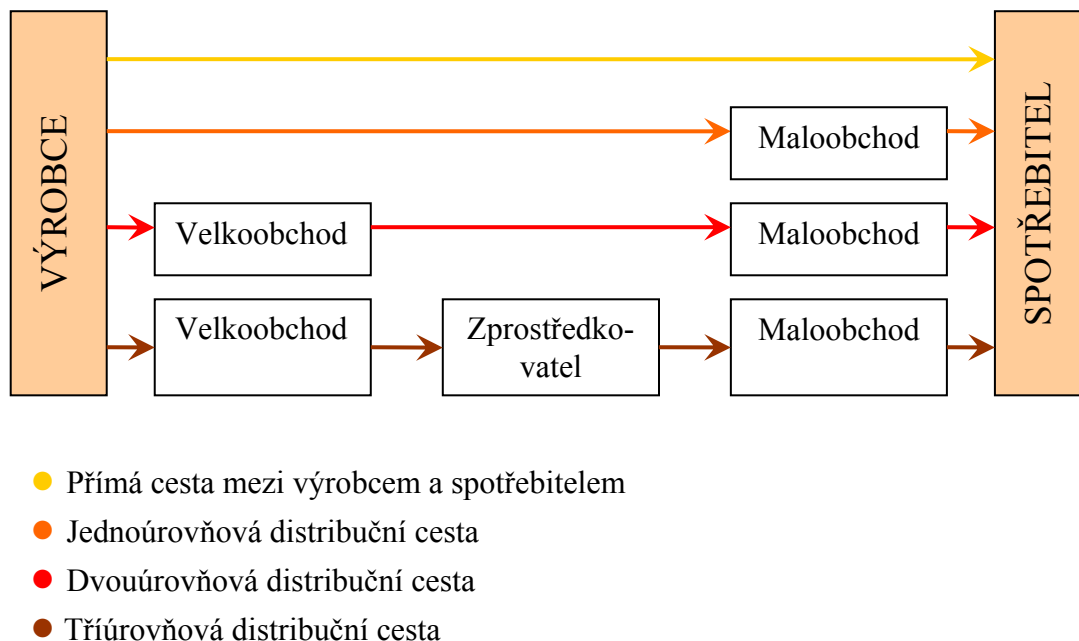 VÝROBCE
SPOTŘEBITEL
Maloobchod
Velkoobchod
Maloobchod
Velkoobchod
Zprostředko-
vatel
Maloobchod
Přímá cesta mezi výrobcem a spotřebitelem
Jednoúrovňová distribuční cesta
Dvouúrovňová distribuční cesta
Tříúrovňová distribuční cesta